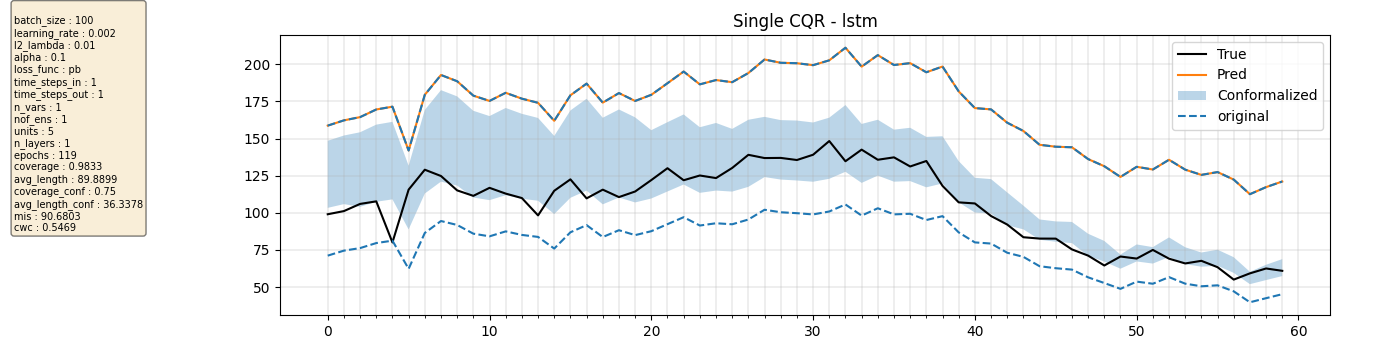 batch_size : 100
learning_rate : 0.002
l2_lambda : 0.01
alpha : 0.1
loss_func : pb
time_steps_in : 1
time_steps_out : 1
n_vars : 1
nof_ens : 1
units : 5
n_layers : 1
epochs : 119
coverage : 0.9833
avg_length : 89.8899
coverage_conf : 0.75
avg_length_conf : 36.3378
mis : 90.6803
cwc : 0.5469
Single CQR - lstm
200
175
150
125
100
75
50
0 10 20 30 40 50 60
True
Pred
Conformalized
original